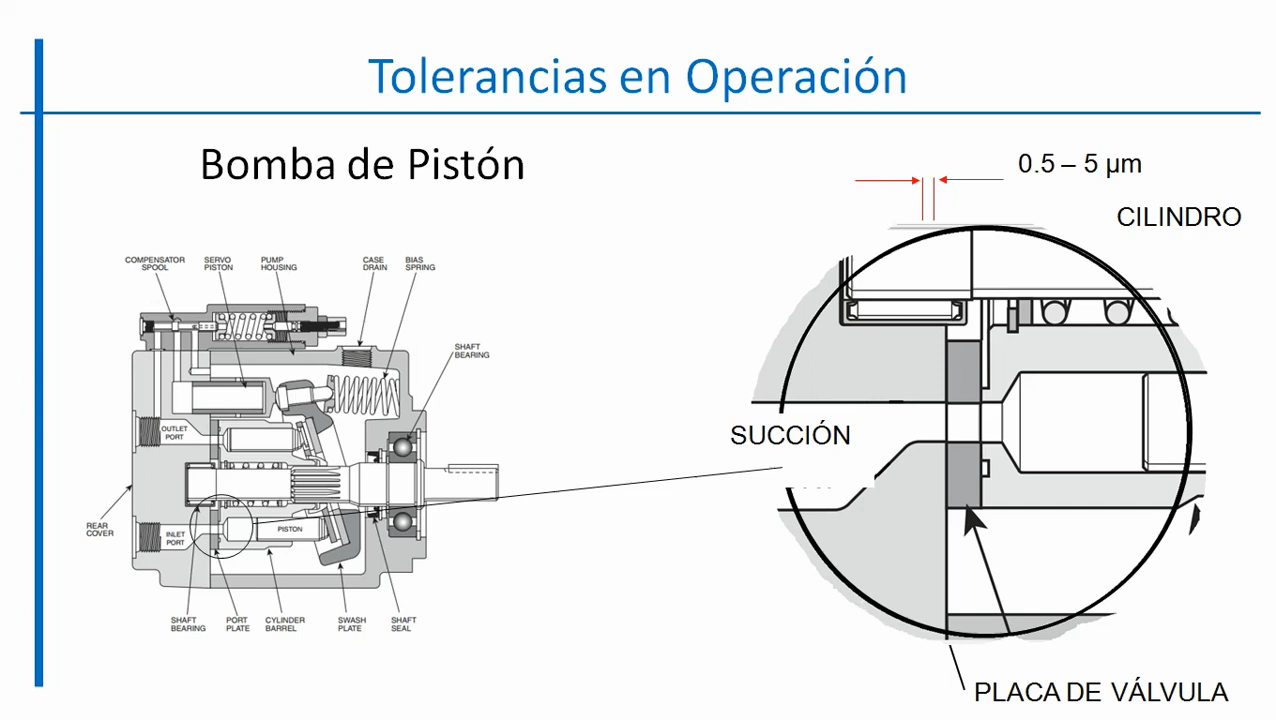 Tolerancias en Operación
Bomba de Pistón
0.5 – 5 µm
CILINDRO
COMPENSATOR
SPOOL
SERVO
PISTON
PUMP
HOUSING
CASE
DRAIN
BIAS
SPRING
SHAFT
BEARING
OUTLET
PORT
SUCCIÓN
REAR
COVER
INLET
PORT
PISTON
SHAFT
BEARING
PORT
PLATE
CYLINDER
BARREL
SWASH
PLATE
SHAFT
SEAL
PLACA DE VÁLVULA